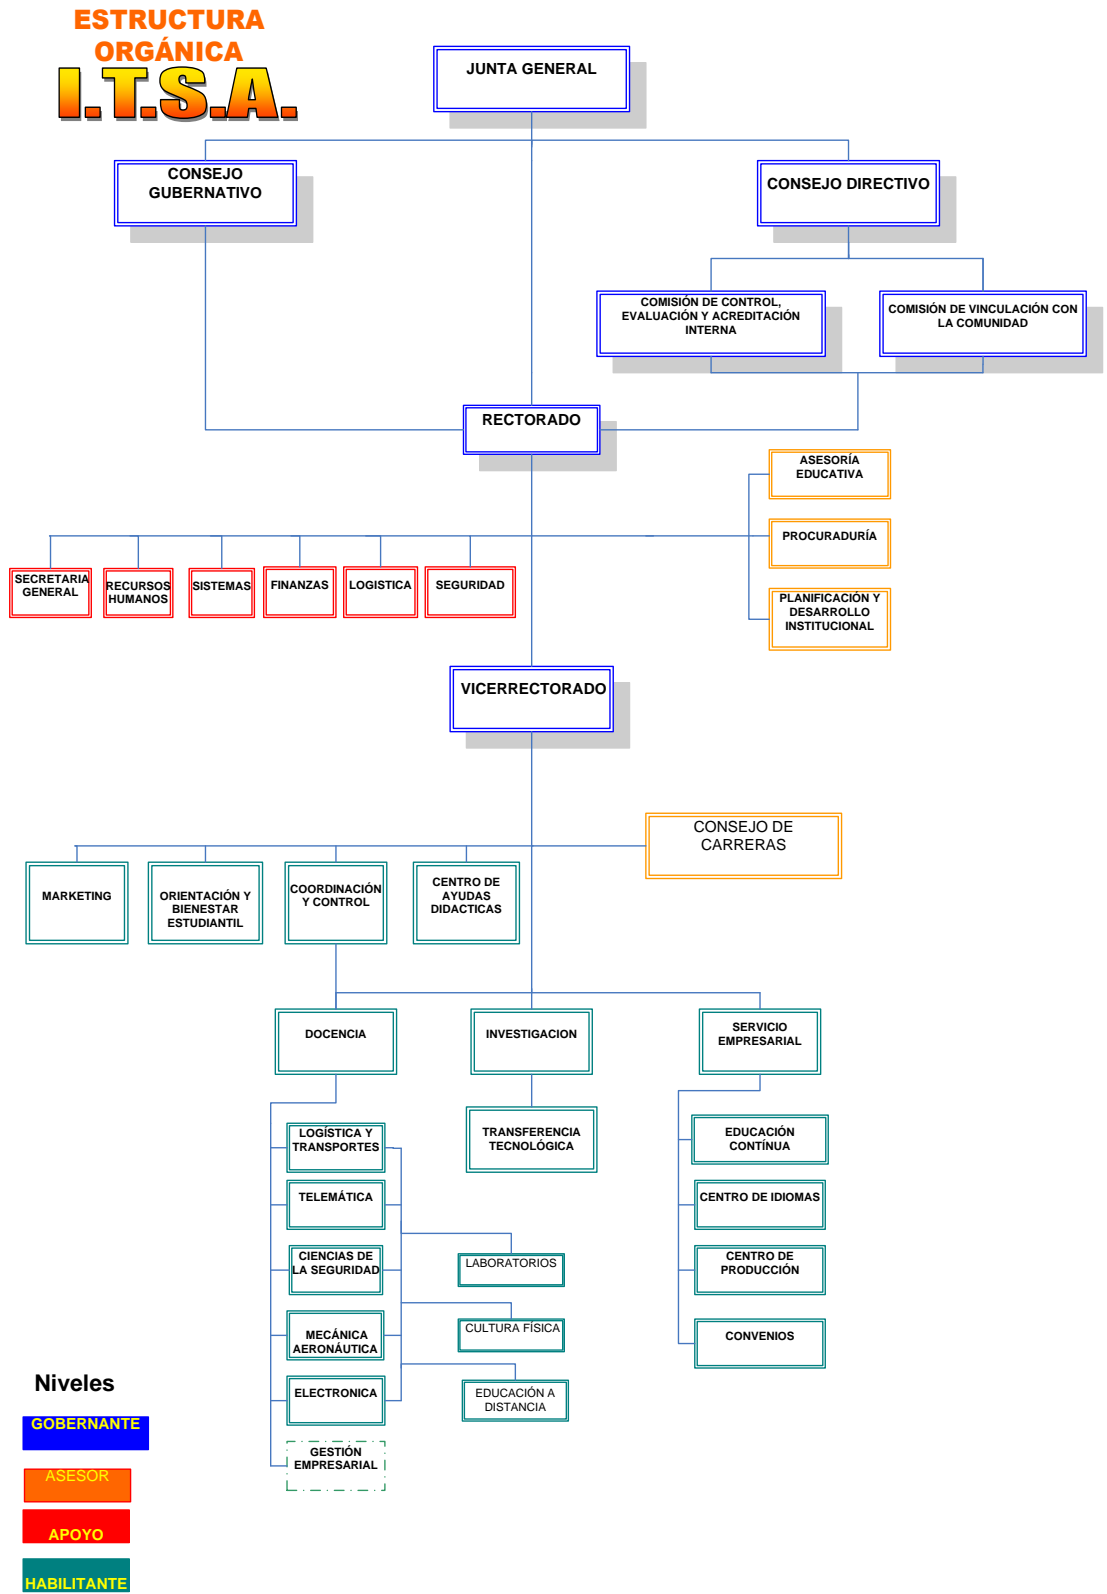 ESTRUCTURA
ORGÁNICA
I.T.S.A.
JUNTA GENERAL
CONSEJO
GUBERNATIVO
CONSEJO DIRECTIVO
COMISIÓN DE CONTROL,
EVALUACIÓN Y ACREDITACIÓN
INTERNA
COMISIÓN DE VINCULACIÓN CON
LA COMUNIDAD
RECTORADO
ASESORÍA
EDUCATIVA
PROCURADURÍA
PLANIFICACIÓN Y
DESARROLLO
INSTITUCIONAL
SECRETARIA
GENERAL
RECURSOS
HUMANOS
SISTEMAS
FINANZAS
LOGISTICA
SEGURIDAD
VICERRECTORADO
CONSEJO DE
CARRERAS
MARKETING
ORIENTACIÓN Y
BIENESTAR
ESTUDIANTIL
COORDINACIÓN
Y CONTROL
CENTRO DE
AYUDAS
DIDACTICAS
DOCENCIA
INVESTIGACION
SERVICIO
EMPRESARIAL
LOGÍSTICA Y
TRANSPORTES
TELEMÁTICA
CIENCIAS DE
LA SEGURIDAD
MECÁNICA
AERONÁUTICA
ELECTRONICA
GESTIÓN
EMPRESARIAL
LABORATORIOS
CULTURA FÍSICA
EDUCACIÓN A
DISTANCIA
TRANSFERENCIA
TECNOLÓGICA
EDUCACIÓN
CONTÍNUA
CENTRO DE IDIOMAS
CENTRO DE
PRODUCCIÓN
CONVENIOS
Niveles
GOBERNANTE
ASESOR
APOYO
HABILITANTE